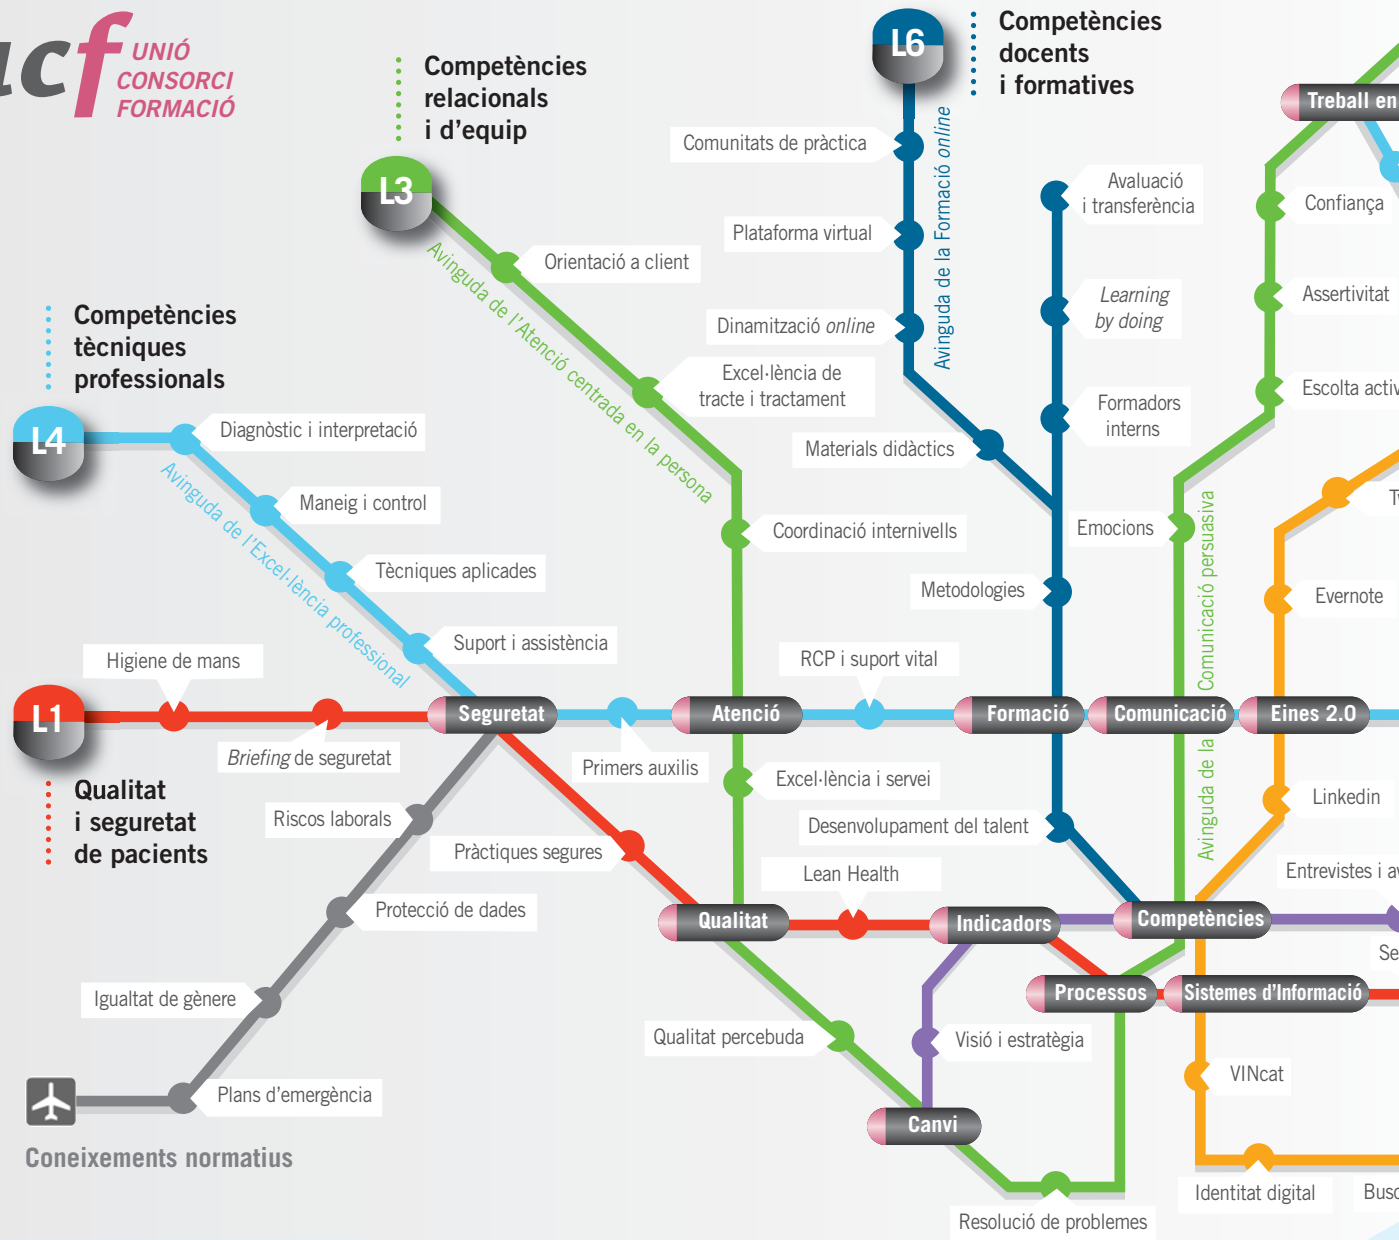 ucf
UNIÓ
CONSORCI
FORMACIÓ
Competències
relacionals
i d'equip
L3
Avinguda de l'Atenció centrada en la persona
Orientació a client
Excel·lència de
tracte i tractament
Coordinació internivells
L6
Competències
docents
i formatives
Avinguda de la Formació online
Comunitats de pràctica
Plataforma virtual
Dinamització online
Materials didàctics
Metodologies
Avaluació
i transferència
Learning
by doing
Formadors
interns
Treball en
Confiança
Assertivitat
Escolta activ
Emocions
Avinguda de la Comunicació persuasiva
Evernote
Competències
tècniques
professionals
L4
Avinguda de l'Excel·lència professional
Diagnòstic i interpretació
Maneig i control
Tècniques aplicades
Suport i assistència
Higiene de mans
RCP i suport vital
L1
Seguretat
Atenció
Formació
Comunicació
Eines 2.0
Briefing de seguretat
Primers auxilis
Excel·lència i servei
Linkedin
Qualitat
i seguretat
de pacients
Riscos laborals
Pràctiques segures
Desenvolupament del talent
Lean Health
Entrevistes i av
Protecció de dades
Qualitat
Indicadors
Competències
Se
Igualtat de gènere
Processos
Sistemes d'Informació
Qualitat percebuda
Visió i estratègia
VINcat
Plans d'emergència
Canvi
Coneixements normatius
Identitat digital
Busc
Resolució de problemes